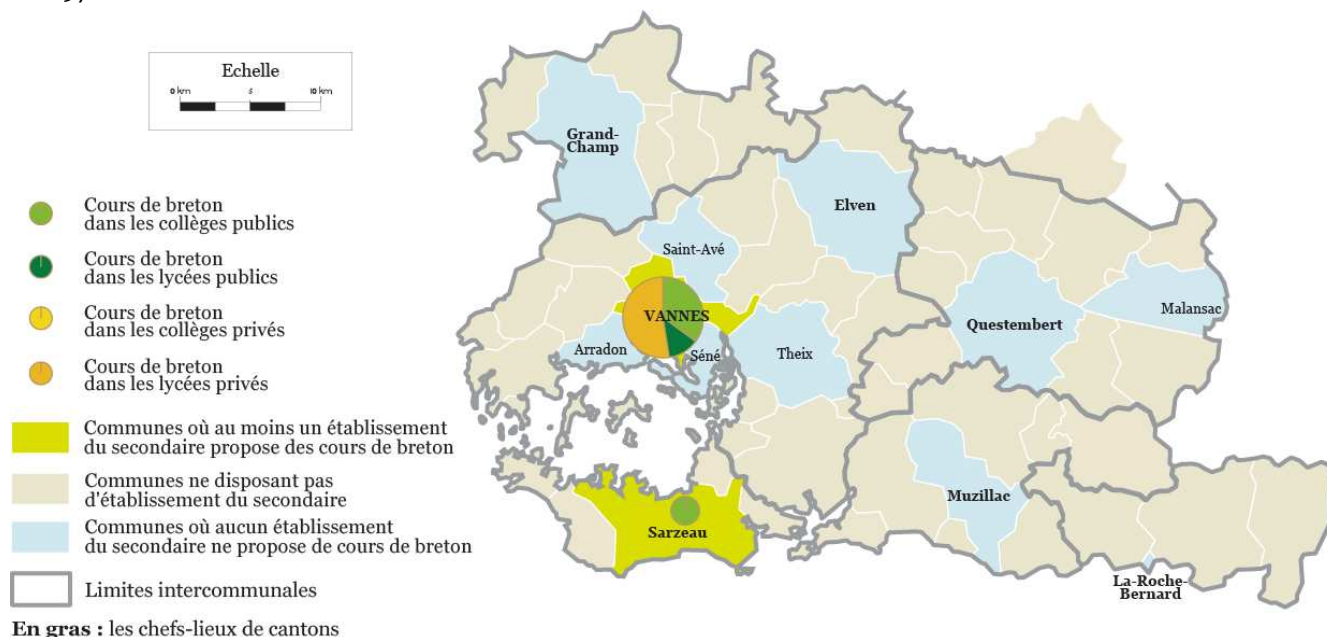 Echelle
0 km 5 10 km
Cours de breton
dans les collèges publics
Cours de breton
dans les lycées publics
Cours de breton
dans les collèges privés
Cours de breton
dans les lycées privés
Communes où au moins un établissement
du secondaire propose des cours de breton
Communes ne disposant pas
d'établissement du secondaire
Communes où aucun établissement
du secondaire ne propose de cours de breton
Limites intercommunales
En gras : les chefs-lieux de cantons
Grand-
Champ
Elven
Saint-Avé
VANNES
Arradon
Séné
Theix
Questembert
Malansac
Muzillac
Sarzeau
La-Roche-
Bernard